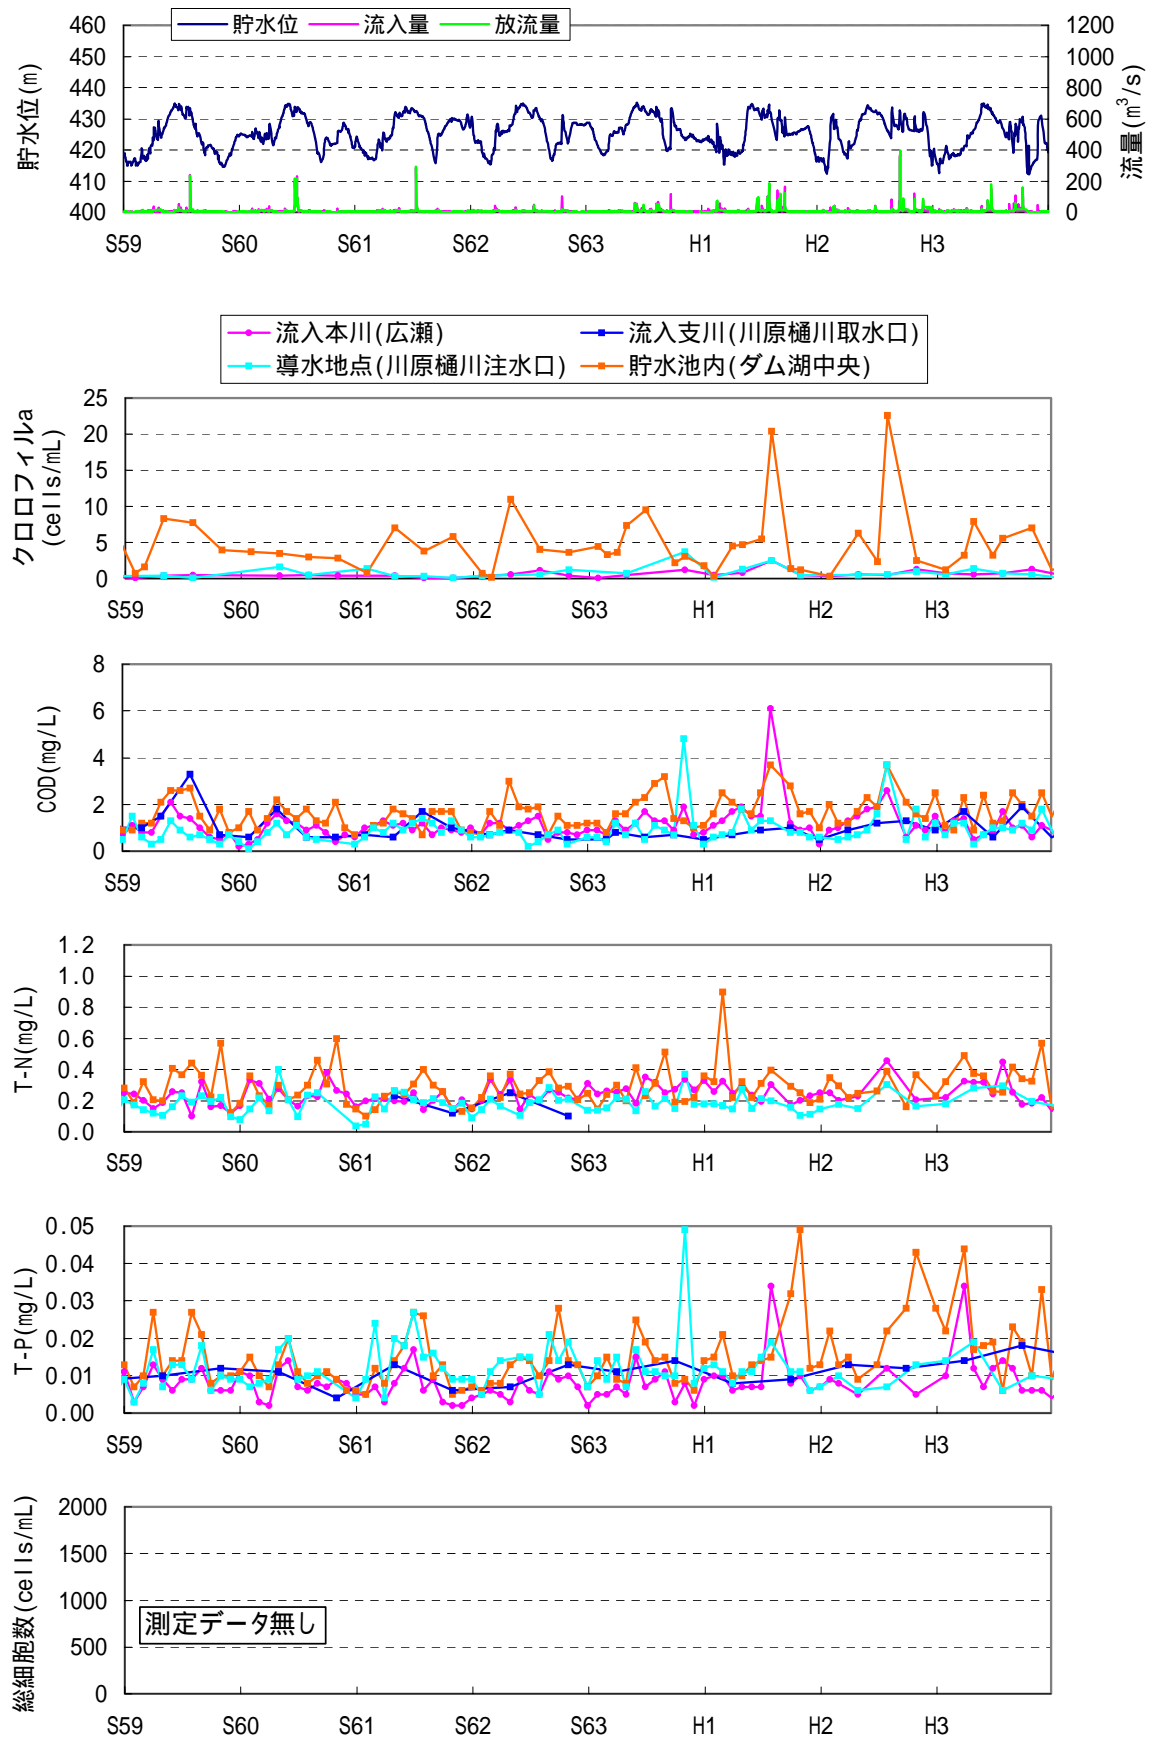 貯水位 流入量 放流量
貯水位(m)
460
450
440
430
420
410
400
1200
1000
800
600
400
200
0
流量(m³/s)
S59 S60 S61 S62 S63 H1 H2 H3
流入本川(広瀬) 流入支川(川原樋川取水口)
導水地点(川原樋川注水口) 貯水池内(ダム湖中央)
クロロフィルa
(cells/mL)
25
20
15
10
5
0
S59 S60 S61 S62 S63 H1 H2 H3
COD(mg/L)
8
6
4
2
0
S59 S60 S61 S62 S63 H1 H2 H3
T-N(mg/L)
1.2
1.0
0.8
0.6
0.4
0.2
0.0
S59 S60 S61 S62 S63 H1 H2 H3
T-P(mg/L)
0.05
0.04
0.03
0.02
0.01
0.00
S59 S60 S61 S62 S63 H1 H2 H3
総細胞数(cells/mL)
2000
1500
1000
500
0
測定データ無し
S59 S60 S61 S62 S63 H1 H2 H3